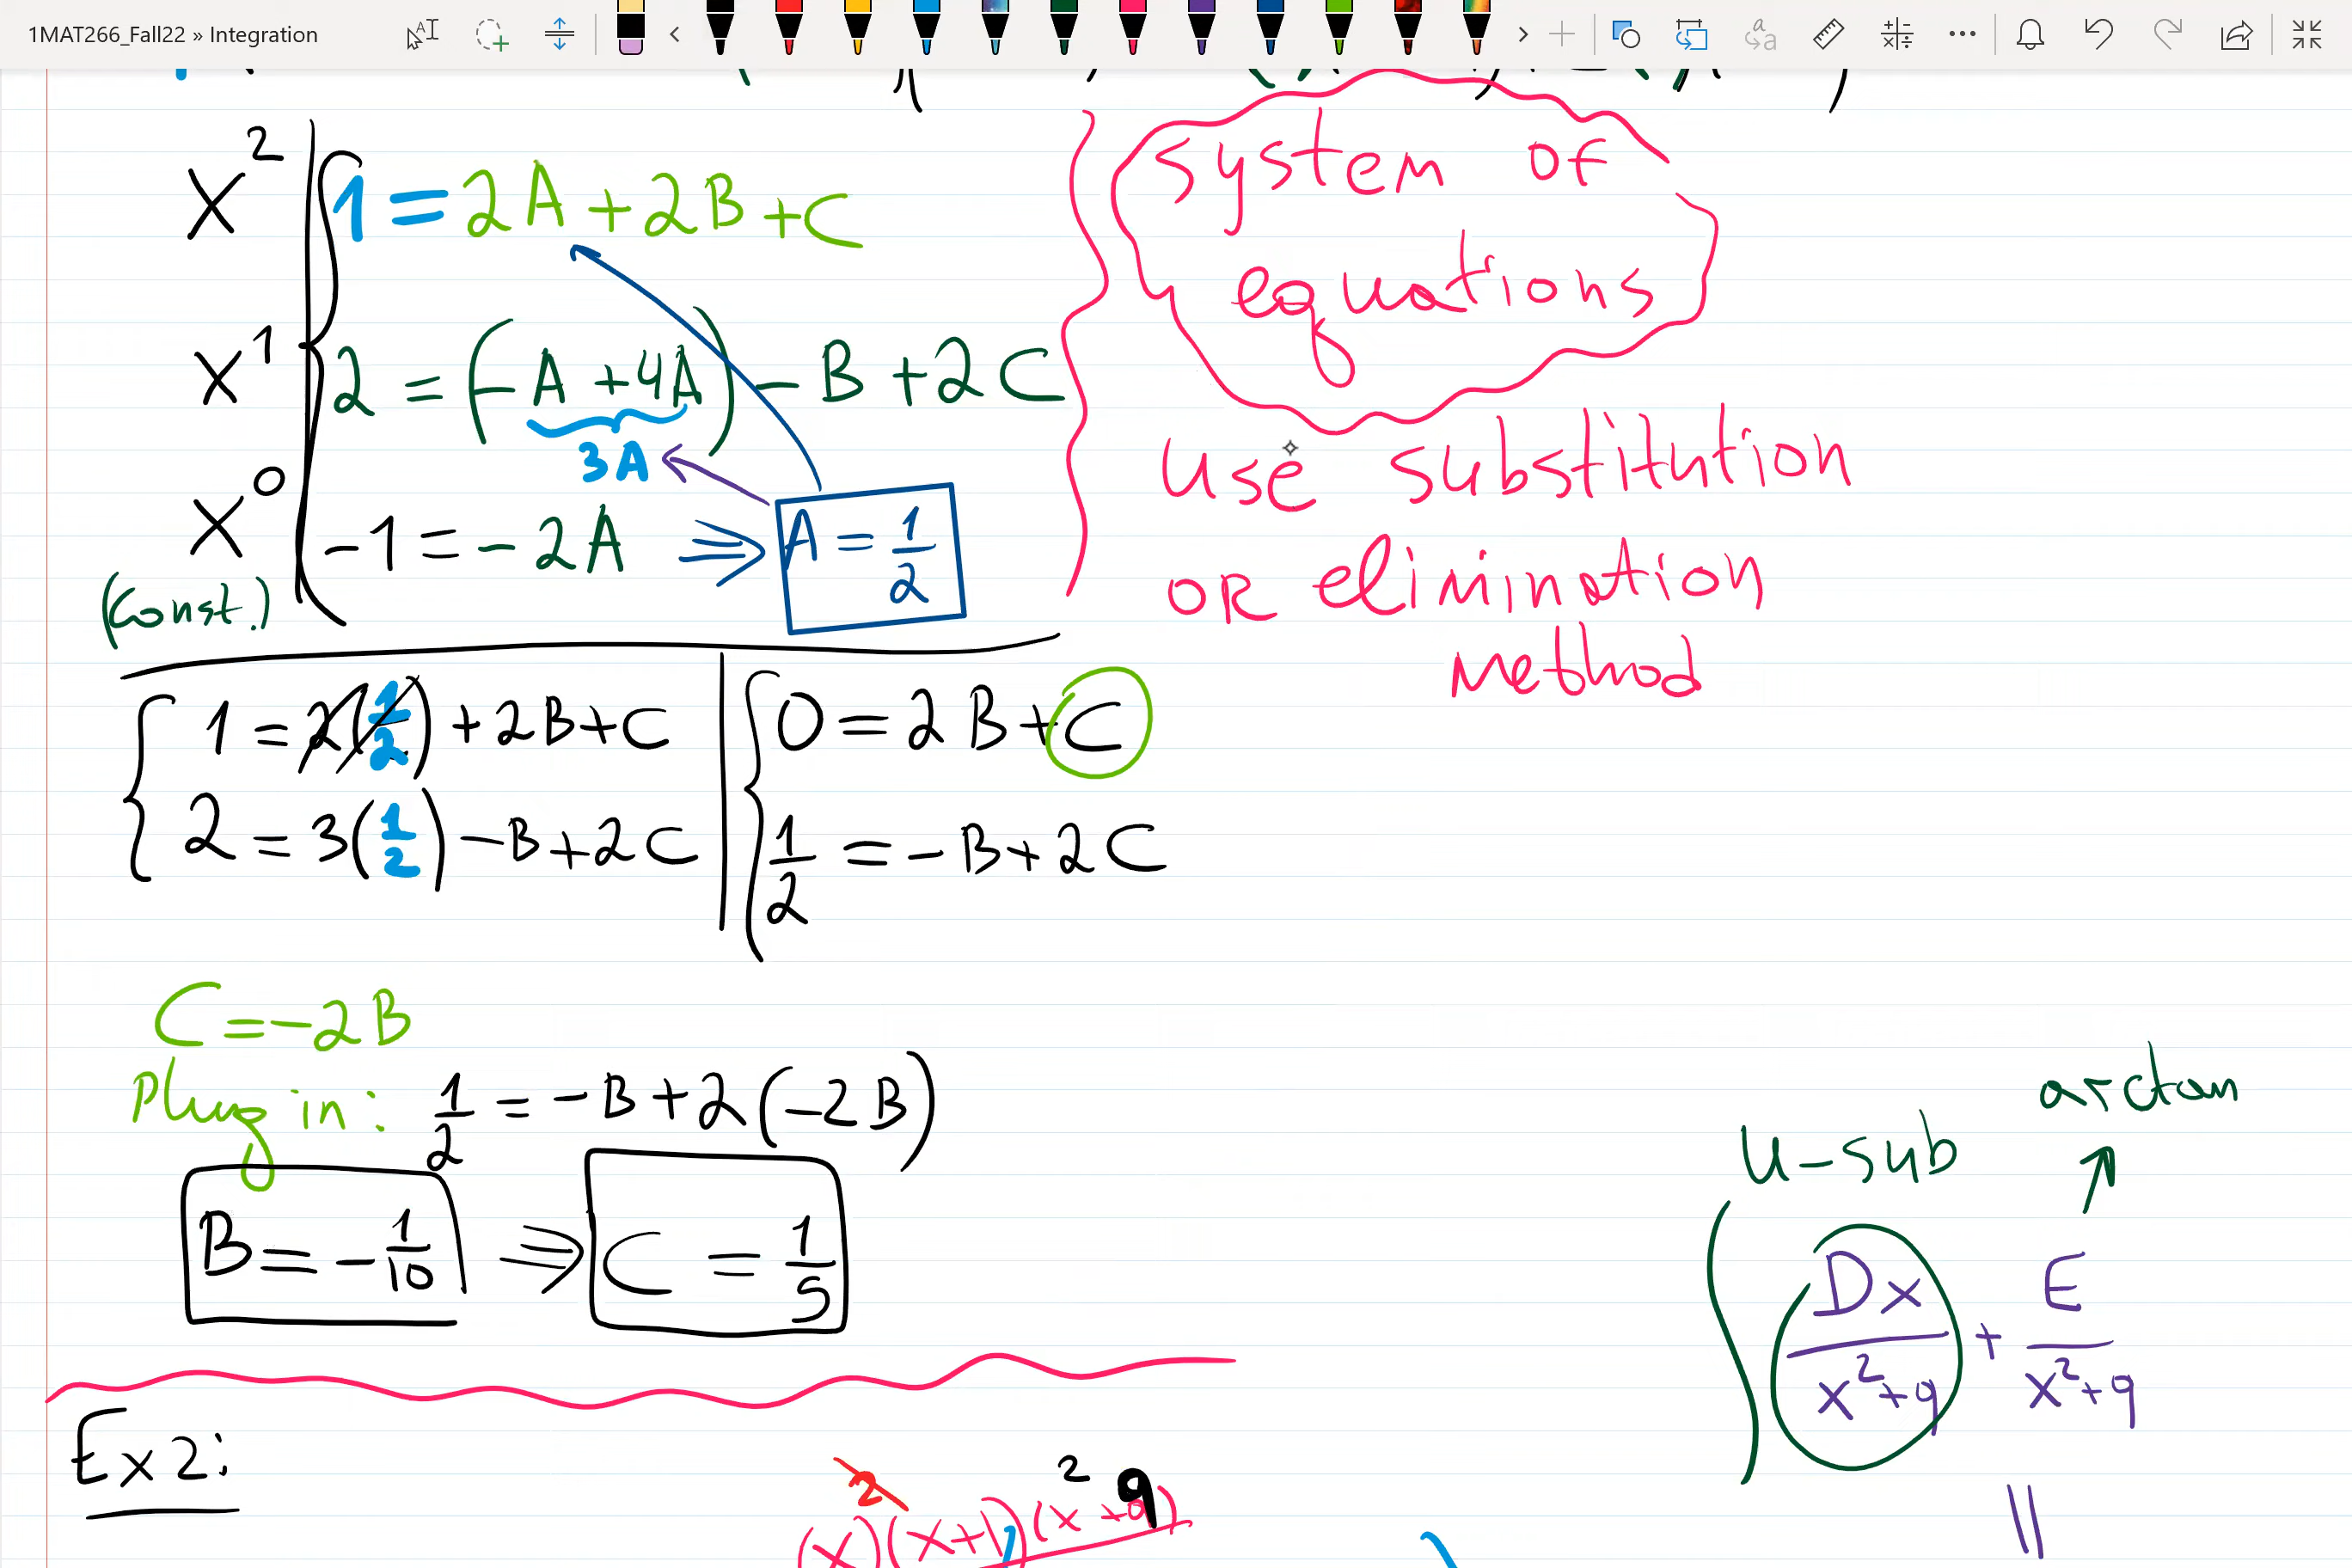 1MAT266_Fall22 » Integration
x² | 1 = 2A + 2B + C
System of
equations
x¹ | 2 = (-A + 4A) - B + 2C
3A
use substitution
x⁰ | -1 = -2A ⇒ A = 1/2
(const.)
or elimination
method
1 = 2(1/2) + 2B + C | 0 = 2B + C
2 = 3(1/2) - B + 2C | 1/2 = -B + 2C
C = -2B
Plug in: 1/2 = -B + 2(-2B)
B = -1/10 ⇒ C = 1/5
arctan
u-sub
Dx/(x²+9) + E/(x²+9)
Ex 2:
(x)(x+1)(x²+9)